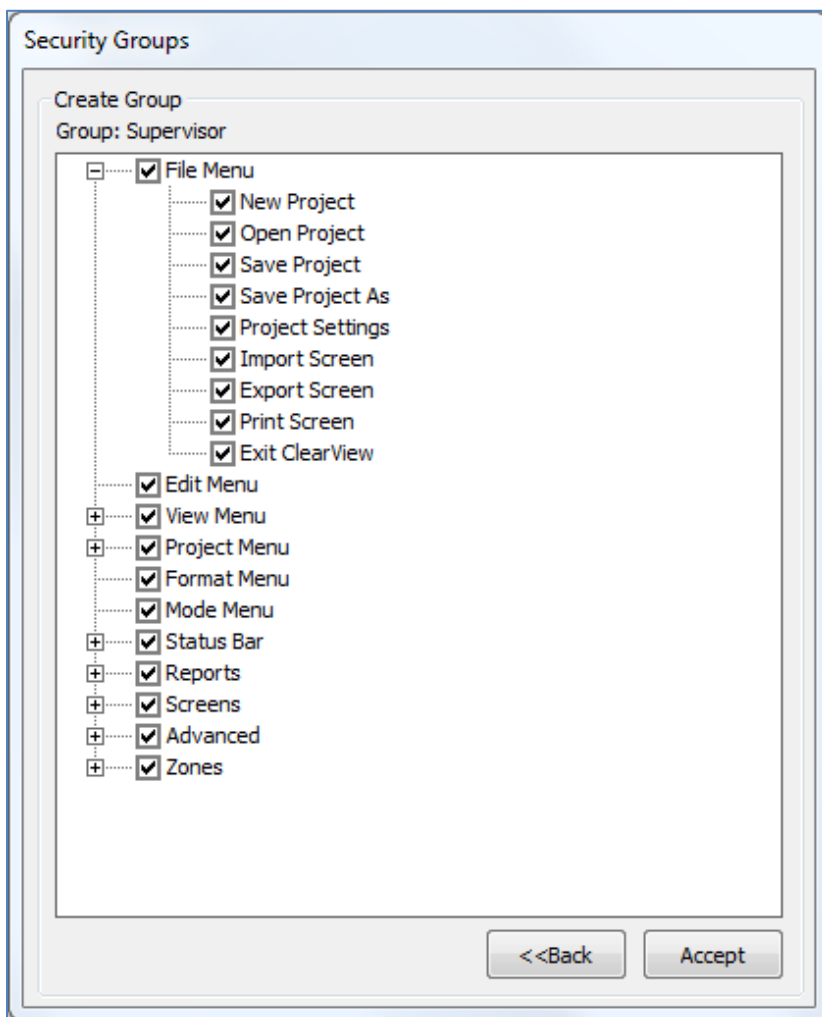 Security Groups
Create Group
Group: Supervisor
File Menu
New Project
Open Project
Save Project
Save Project As
Project Settings
Import Screen
Export Screen
Print Screen
Exit ClearView
Edit Menu
View Menu
Project Menu
Format Menu
Mode Menu
Status Bar
Reports
Screens
Advanced
Zones
<<Back Accept